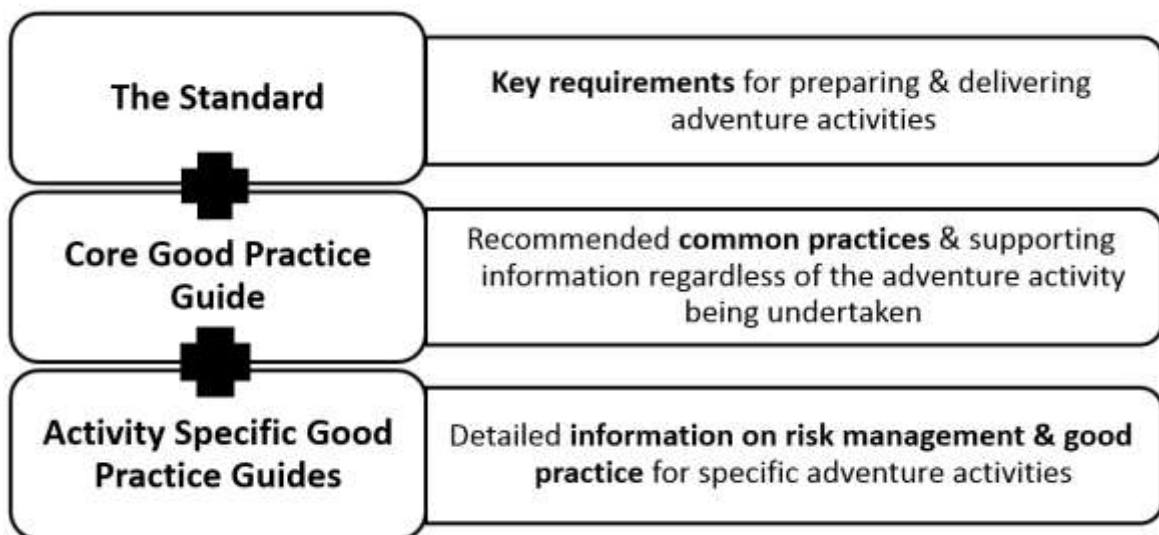 The Standard
Key requirements for preparing & delivering
adventure activities
Core Good Practice
Guide
Recommended common practices & supporting
information regardless of the adventure activity
being undertaken
Activity Specific Good
Practice Guides
Detailed information on risk management & good
practice for specific adventure activities